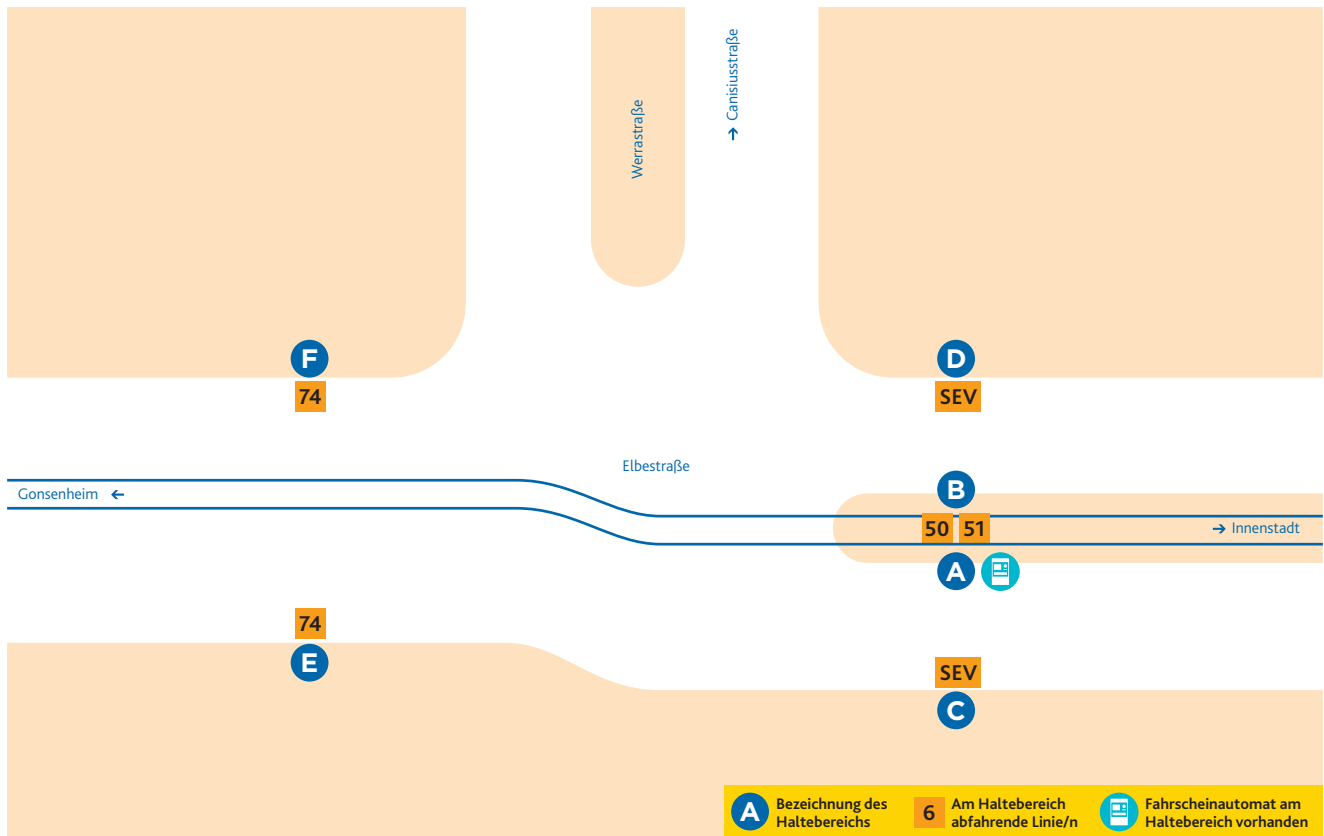 Werrastraße
→ Canisiusstraße
F
74
D
SEV
Elbestraße
Gonsenheim ←
B
50 51
→ Innenstadt
A
74
E
SEV
C
A Bezeichnung des
Haltebereichs
6 Am Haltebereich
abfahrende Linie/n
Fahrscheinautomat am
Haltebereich vorhanden